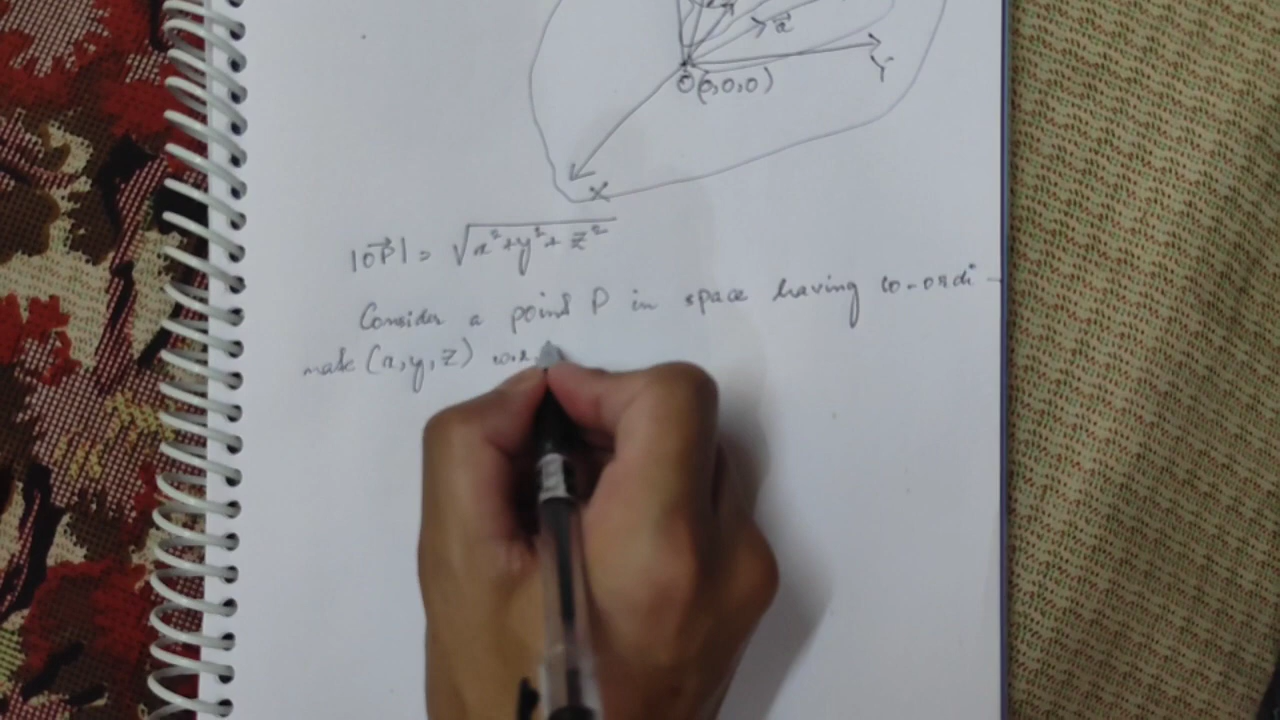 a⃗
Y
O(0,0,0)
X
|OP⃗| = √x²+y²+z²
Consider a point P in space having co-ordi-
nate (x,y,z) w.r.